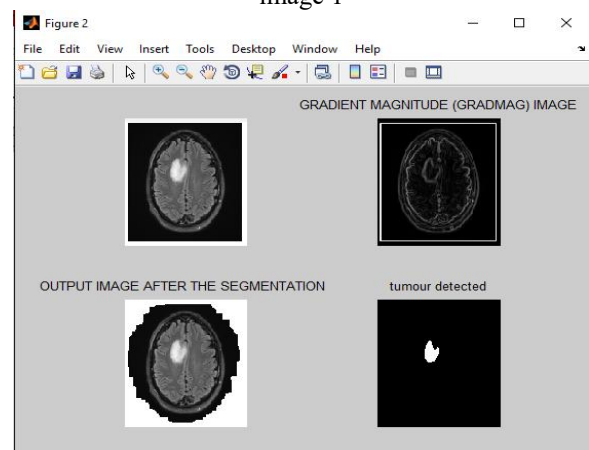 image 1
Figure 2
File Edit View Insert Tools Desktop Window Help
GRADIENT MAGNITUDE (GRADMAG) IMAGE
OUTPUT IMAGE AFTER THE SEGMENTATION
tumour detected